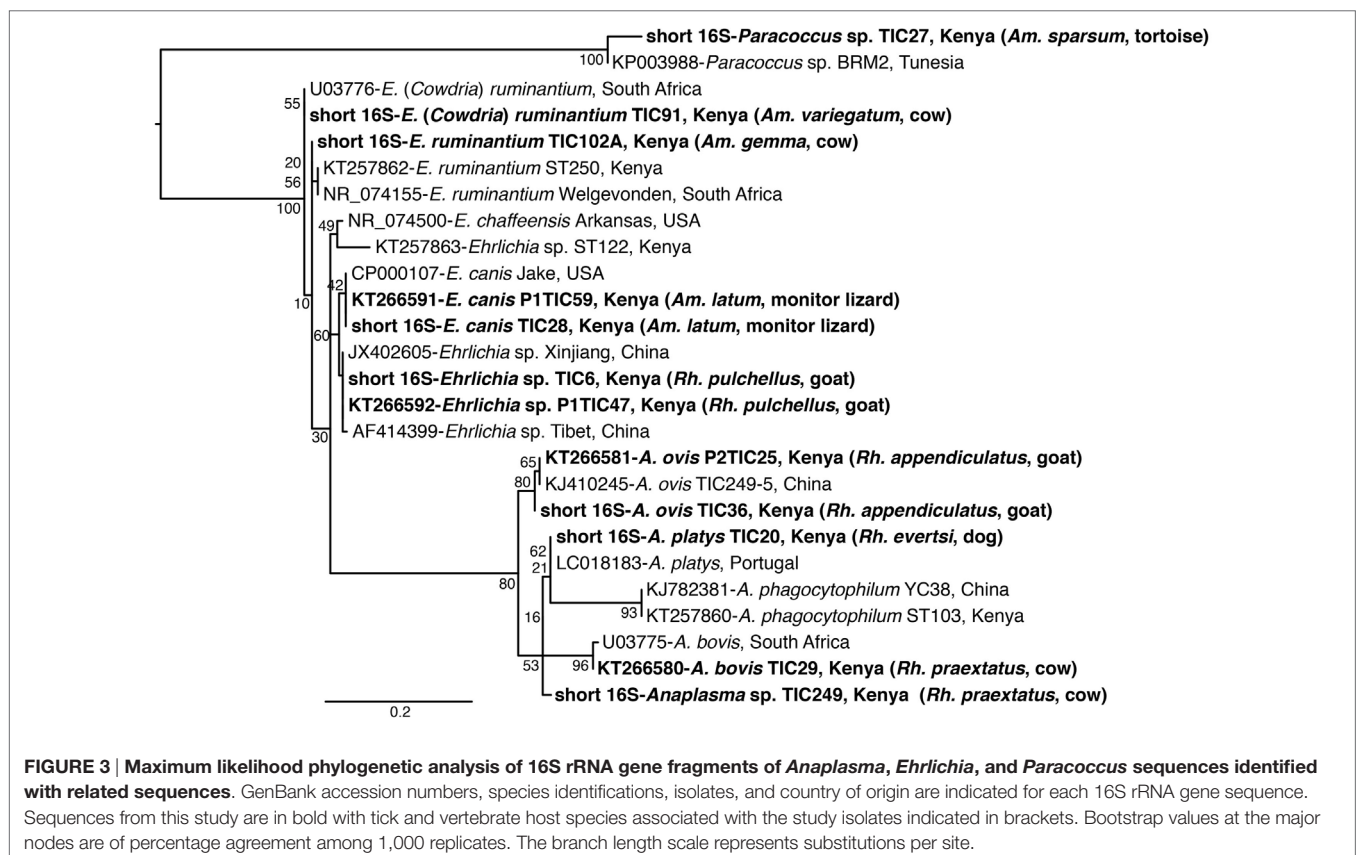 short 16S-Paracoccus sp. TIC27, Kenya (Am. sparsum, tortoise)
100
KP003988-Paracoccus sp. BRM2, Tunesia
U03776-E. (Cowdria) ruminantium, South Africa
55
short 16S-E. (Cowdria) ruminantium TIC91, Kenya (Am. variegatum, cow)
short 16S-E. ruminantium TIC102A, Kenya (Am. gemma, cow)
20
KT257862-E. ruminantium ST250, Kenya
56
NR_074155-E. ruminantium Welgevonden, South Africa
100
NR_074500-E. chaffeensis Arkansas, USA
49
KT257863-Ehrlichia sp. ST122, Kenya
CP000107-E. canis Jake, USA
42
KT266591-E. canis P1TIC59, Kenya (Am. latum, monitor lizard)
10
short 16S-E. canis TIC28, Kenya (Am. latum, monitor lizard)
60
JX402605-Ehrlichia sp. Xinjiang, China
short 16S-Ehrlichia sp. TIC6, Kenya (Rh. pulchellus, goat)
KT266592-Ehrlichia sp. P1TIC47, Kenya (Rh. pulchellus, goat)
30
AF414399-Ehrlichia sp. Tibet, China
65
KT266581-A. ovis P2TIC25, Kenya (Rh. appendiculatus, goat)
80
KJ410245-A. ovis TIC249-5, China
short 16S-A. ovis TIC36, Kenya (Rh. appendiculatus, goat)
short 16S-A. platys TIC20, Kenya (Rh. evertsi, dog)
62
21
LC018183-A. platys, Portugal
80
KJ782381-A. phagocytophilum YC38, China
93
KT257860-A. phagocytophilum ST103, Kenya
16
U03775-A. bovis, South Africa
53
96
KT266580-A. bovis TIC29, Kenya (Rh. praextatus, cow)
short 16S-Anaplasma sp. TIC249, Kenya (Rh. praextatus, cow)
0.2
FIGURE 3 | Maximum likelihood phylogenetic analysis of 16S rRNA gene fragments of Anaplasma, Ehrlichia, and Paracoccus sequences identified
with related sequences. GenBank accession numbers, species identifications, isolates, and country of origin are indicated for each 16S rRNA gene sequence.
Sequences from this study are in bold with tick and vertebrate host species associated with the study isolates indicated in brackets. Bootstrap values at the major
nodes are of percentage agreement among 1,000 replicates. The branch length scale represents substitutions per site.